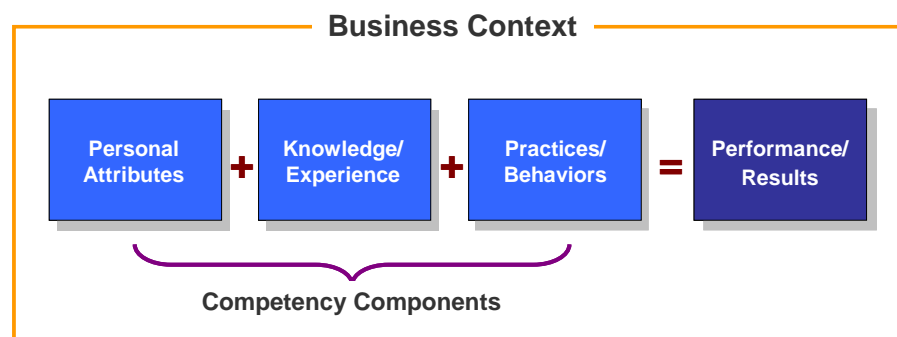 Business Context
Personal
Attributes
+
Knowledge/
Experience
+
Practices/
Behaviors
=
Performance/
Results
Competency Components